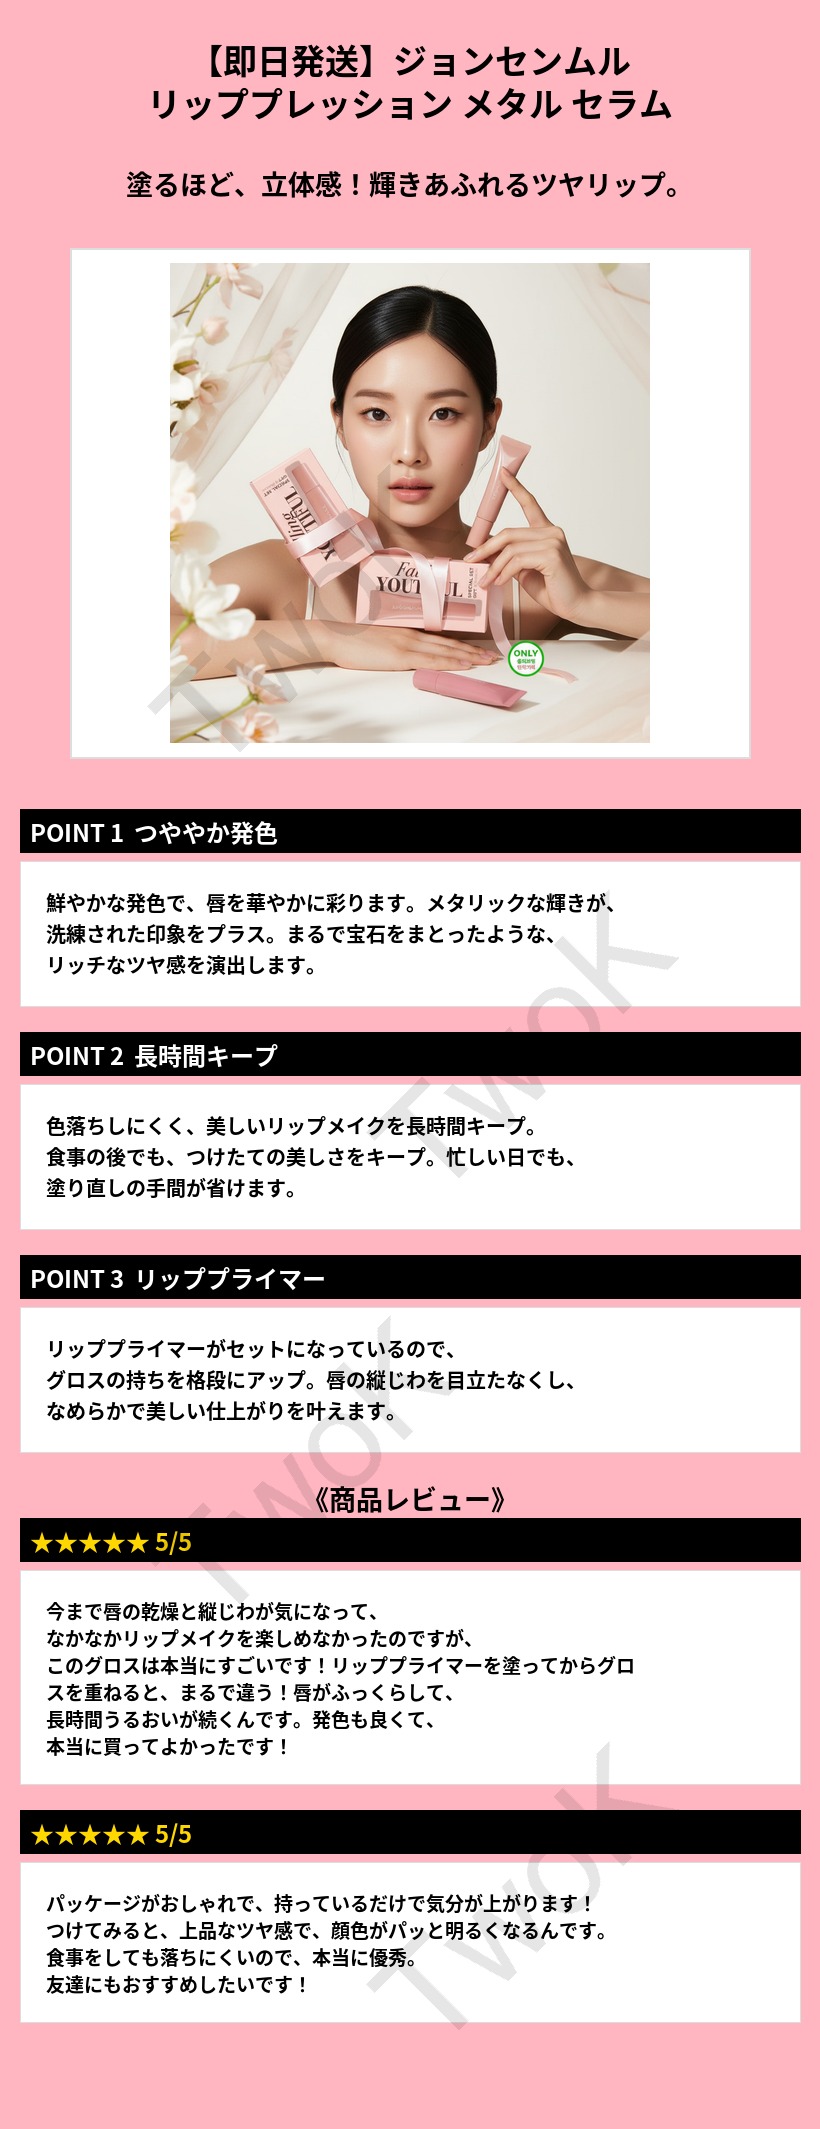 【即日発送】ジョンセンムル
リッププレッション メタル セラム
塗るほど、立体感！輝きあふれるツヤリップ。
SPECIAL SET
YOUTIFUL
SPECIAL SET
YOUTIFUL
ONLY
올리브영
TwoK
POINT 1 つややか発色
鮮やかな発色で、唇を華やかに彩ります。メタリックな輝きが、
洗練された印象をプラス。まるで宝石をまとったような、
リッチなツヤ感を演出します。
TwoK
POINT 2 長時間キープ
色落ちしにくく、美しいリップメイクを長時間キープ。
食事の後でも、つけたての美しさをキープ。忙しい日でも、
塗り直しの手間が省けます。
POINT 3 リッププライマー
リッププライマーがセットになっているので、
グロスの持ちを格段にアップ。唇の縦じわを目立たなくし、
なめらかで美しい仕上がりを叶えます。
TwoK
《商品レビュー》
★★★★★ 5/5
今まで唇の乾燥と縦じわが気になって、
なかなかリップメイクを楽しめなかったのですが、
このグロスは本当にすごいです！リッププライマーを塗ってからグロ
スを重ねると、まるで違う！唇がふっくらして、
長時間うるおいが続くんです。発色も良くて、
本当に買ってよかったです！
★★★★★ 5/5
パッケージがおしゃれで、持っているだけで気分が上がります！
つけてみると、上品なツヤ感で、顔色がパッと明るくなるんです。
食事をしても落ちにくいので、本当に優秀。
友達にもおすすめしたいです！
TwoK